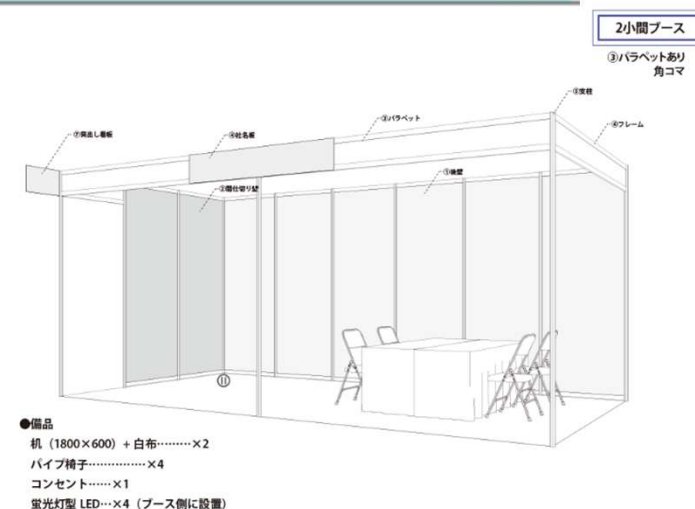 2小間ブース
③パラペットあり
角コマ
⑤支柱
③パラペット
⑥社名板
⑦突出し看板
④フレーム
①後壁
②間仕切り壁
●備品
机（1800×600）+ 白布………×2
パイプ椅子……………×4
コンセント……×1
蛍光灯型 LED…×4（ブース側に設置）